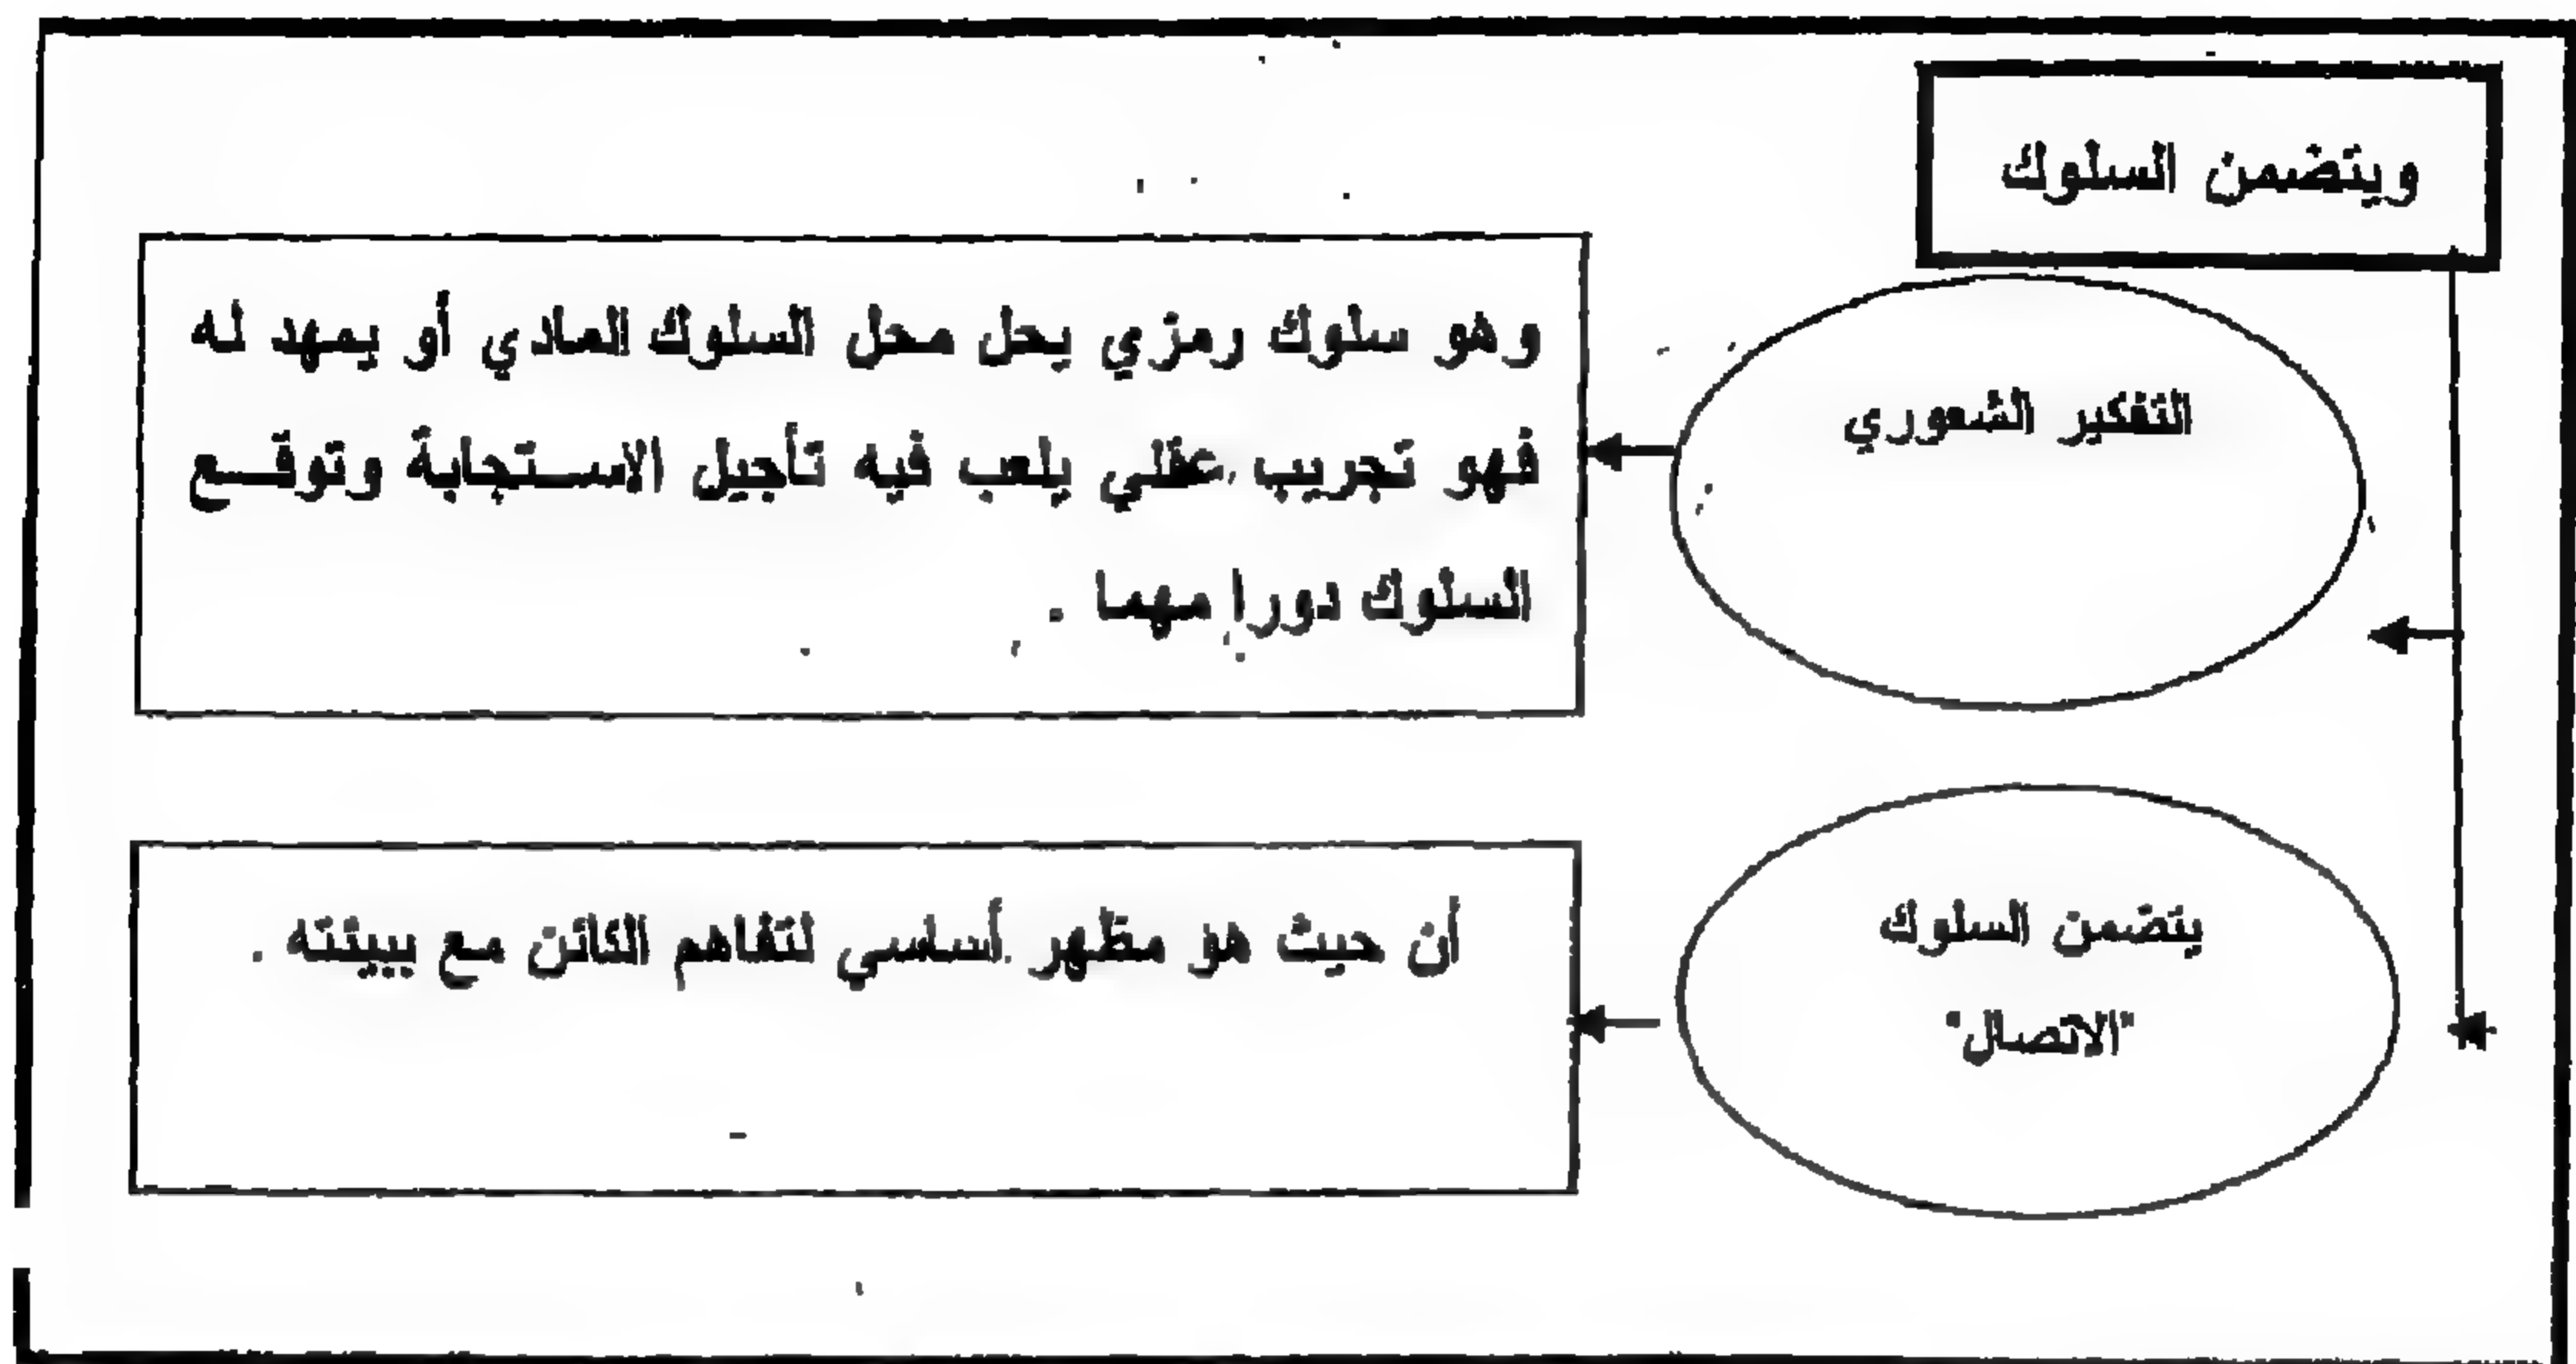 ويتضمن السلوك
التفكير الشعوري
وهو سلوك رمزي يحل محل السلوك المادي أو يمهد له
فهو تجريب عقلي يلعب فيه تأجيل الاستجابة وتوقع
السلوك دورا مهما .
يتضمن السلوك
"الاتصال"
أن حيث هو مظهر أساسي لتفاهم الكائن مع ببيئته .